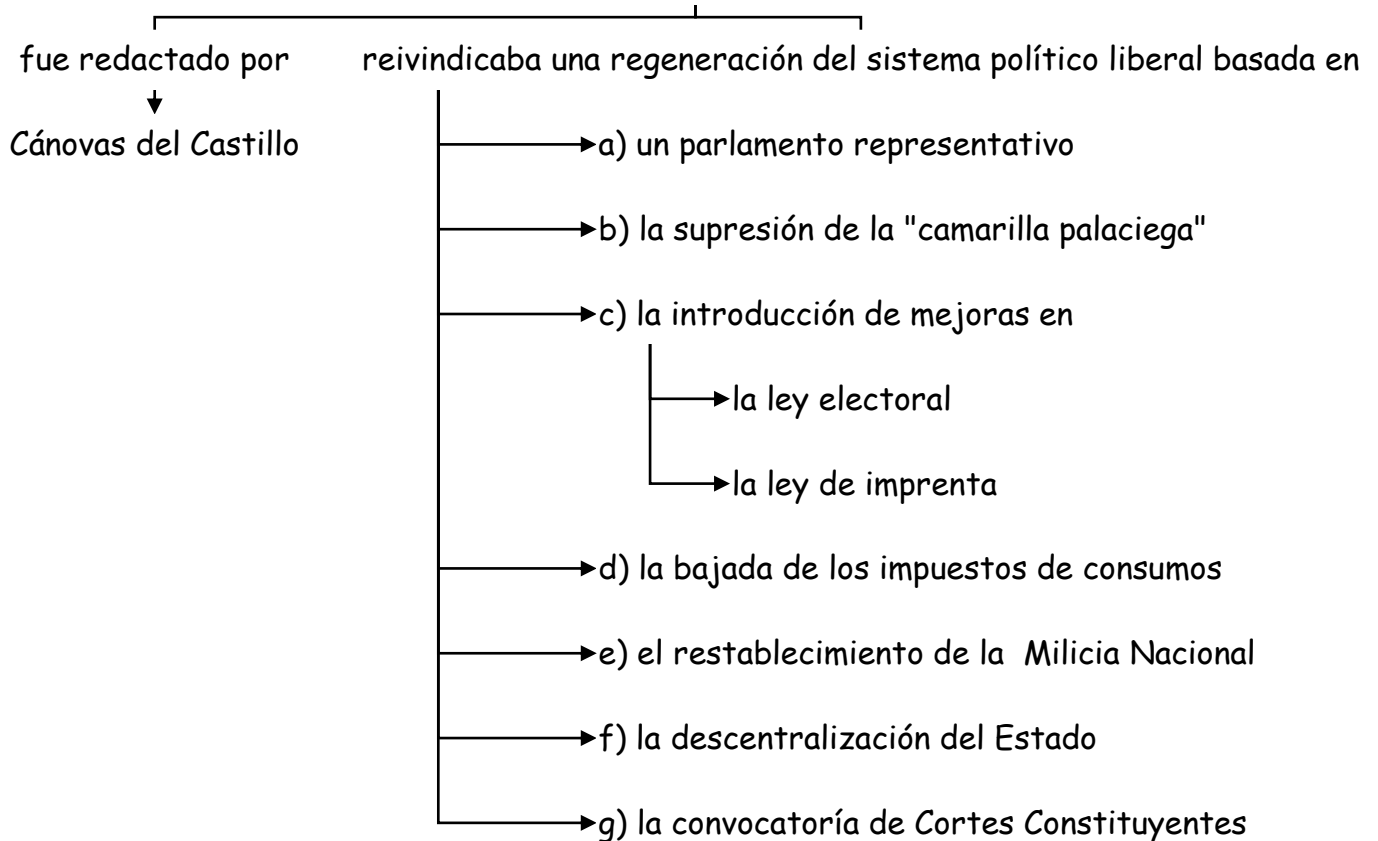 fue redactado por reivindicaba una regeneración del sistema político liberal basada en
Cánovas del Castillo
a) un parlamento representativo
b) la supresión de la "camarilla palaciega"
c) la introducción de mejoras en
la ley electoral
la ley de imprenta
d) la bajada de los impuestos de consumos
e) el restablecimiento de la Milicia Nacional
f) la descentralización del Estado
g) la convocatoría de Cortes Constituyentes